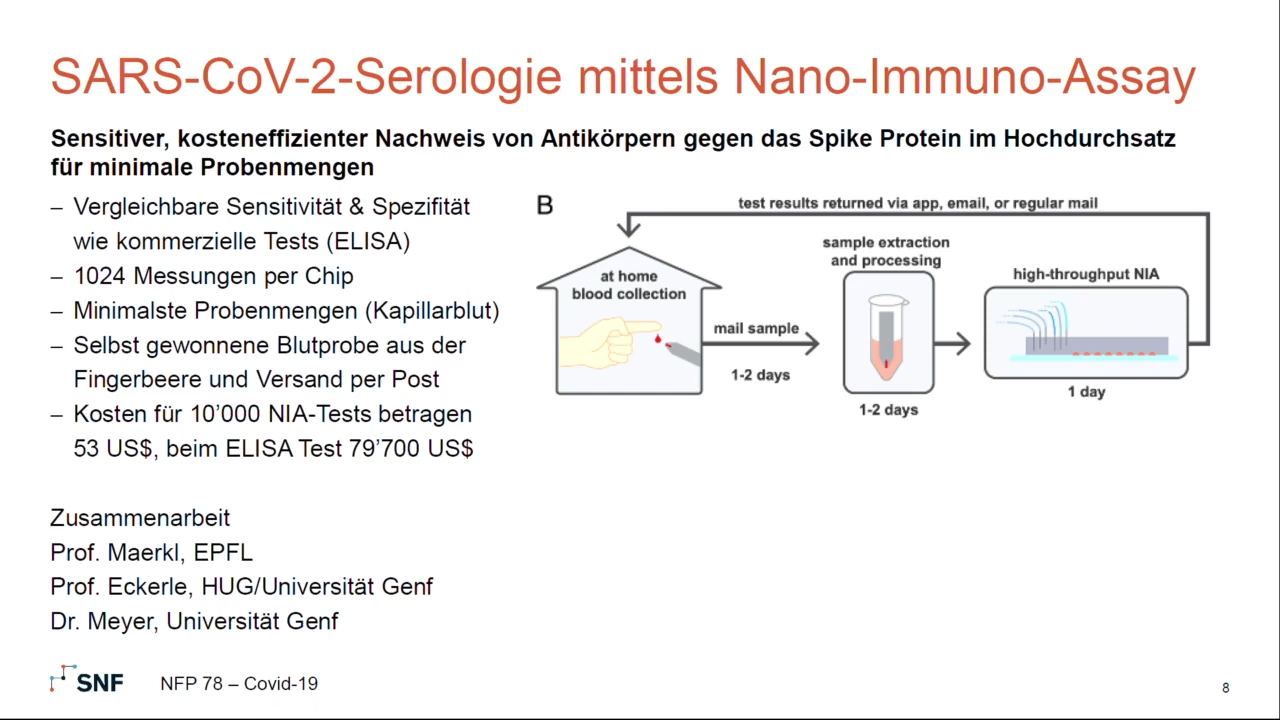 SARS-CoV-2-Serologie mittels Nano-Immuno-Assay
Sensitiver, kosteneffizienter Nachweis von Antikörpern gegen das Spike Protein im Hochdurchsatz
für minimale Probenmengen
– Vergleichbare Sensitivität & Spezifität
wie kommerzielle Tests (ELISA)
– 1024 Messungen per Chip
– Minimalste Probenmengen (Kapillarblut)
– Selbst gewonnene Blutprobe aus der
Fingerbeere und Versand per Post
– Kosten für 10’000 NIA-Tests betragen
53 US$, beim ELISA Test 79’700 US$
Zusammenarbeit
Prof. Maerkl, EPFL
Prof. Eckerle, HUG/Universität Genf
Dr. Meyer, Universität Genf
B
test results returned via app, email, or regular mail
at home
blood collection
mail sample
1-2 days
sample extraction
and processing
1-2 days
high-throughput NIA
1 day
SNF
NFP 78 – Covid-19
8